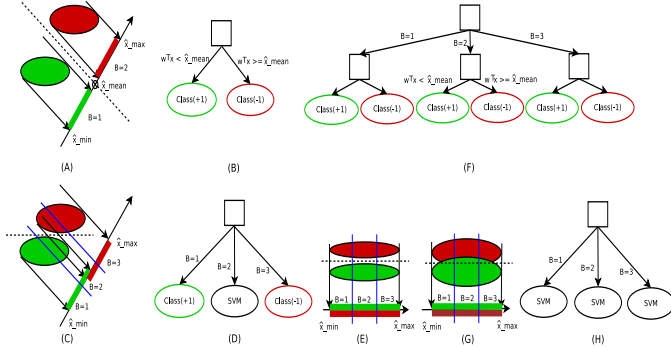 x̂_max
B=2
x̂_mean
B=1
x̂_min
(A)
wTx < x̂_mean
wTx >= x̂_mean
Class(+1)
Class(-1)
(B)
B=1
B=2
B=3
wTx < x̂_mean
wTx >= x̂_mean
Class(+1)
Class(-1)
Class(+1)
Class(-1)
Class(+1)
Class(-1)
(F)
x̂_max
B=3
B=2
B=1
x̂_min
(C)
B=1
B=2
B=3
Class(+1)
SVM
Class(-1)
(D)
B=1
B=2
B=3
x̂_min
x̂_max
(E)
B=1
B=2
B=3
x̂_min
x̂_max
(G)
B=1
B=2
B=3
SVM
SVM
SVM
(H)